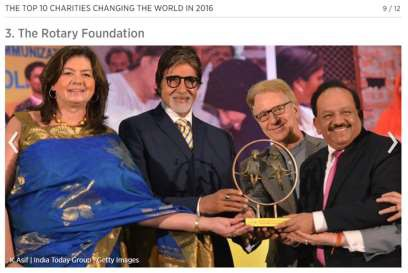 THE TOP 10 CHARITIES CHANGING THE WORLD IN 2016
9 / 12
3. The Rotary Foundation
MMUNIZAT
K Asif | India Today Group | Getty Images